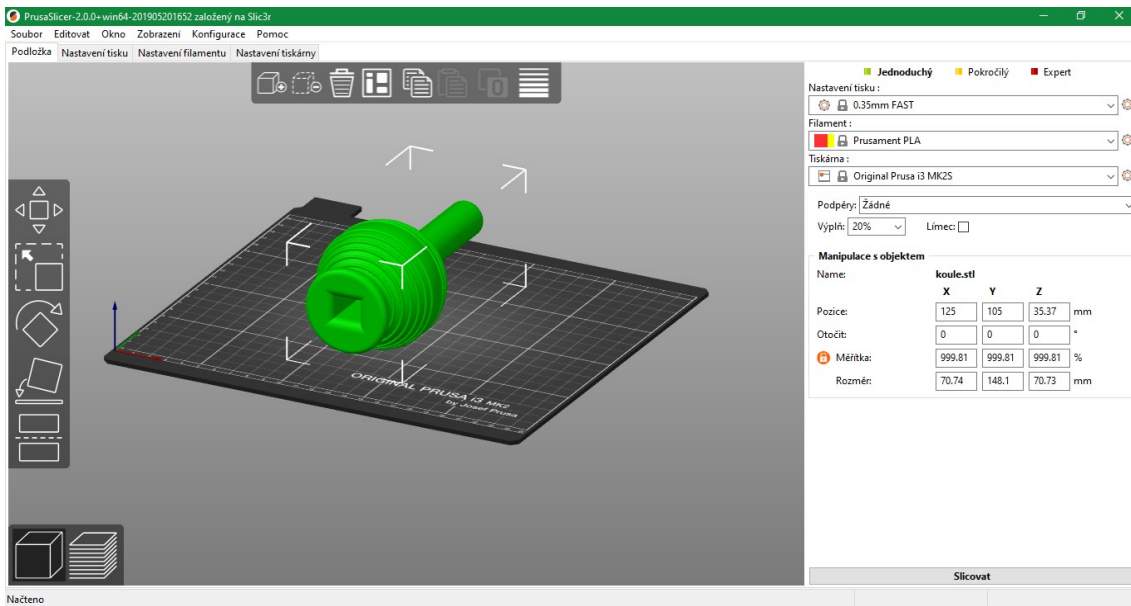 PrusaSlicer-2.0.0+win64-201905201652 založený na Slic3r
Soubor Editovat Okno Zobrazení Konfigurace Pomoc
Podložka Nastavení tisku Nastavení filamentu Nastavení tiskárny
Jednoduchý Pokročilý Expert
Nastavení tisku :
0.35mm FAST
Filament :
Prusament PLA
Tiskárna :
Original Prusa i3 MK2S
Podpěry: Žádné
Výplň: 20% Límec:
Manipulace s objektem
Name: koule.stl
X Y Z
Pozice: 125 105 35.37 mm
Otočit: 0 0 0 °
Měřítka: 999.81 999.81 999.81 %
Rozměr: 70.74 148.1 70.73 mm
ORIGINAL PRUSA i3 MK2
by Josef Prusa
Slicovat
Načteno